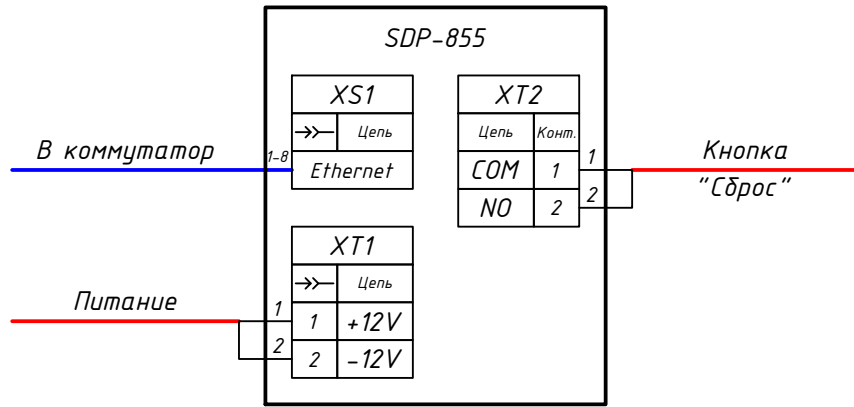 SDP-855
XS1
Цепь
1-8
Ethernet
В коммутатор
XT2
Цепь Конт.
COM 1 1
NO 2 2
Кнопка
"Сброс"
XT1
Цепь
Питание
1 1 +12V
2 2 -12V